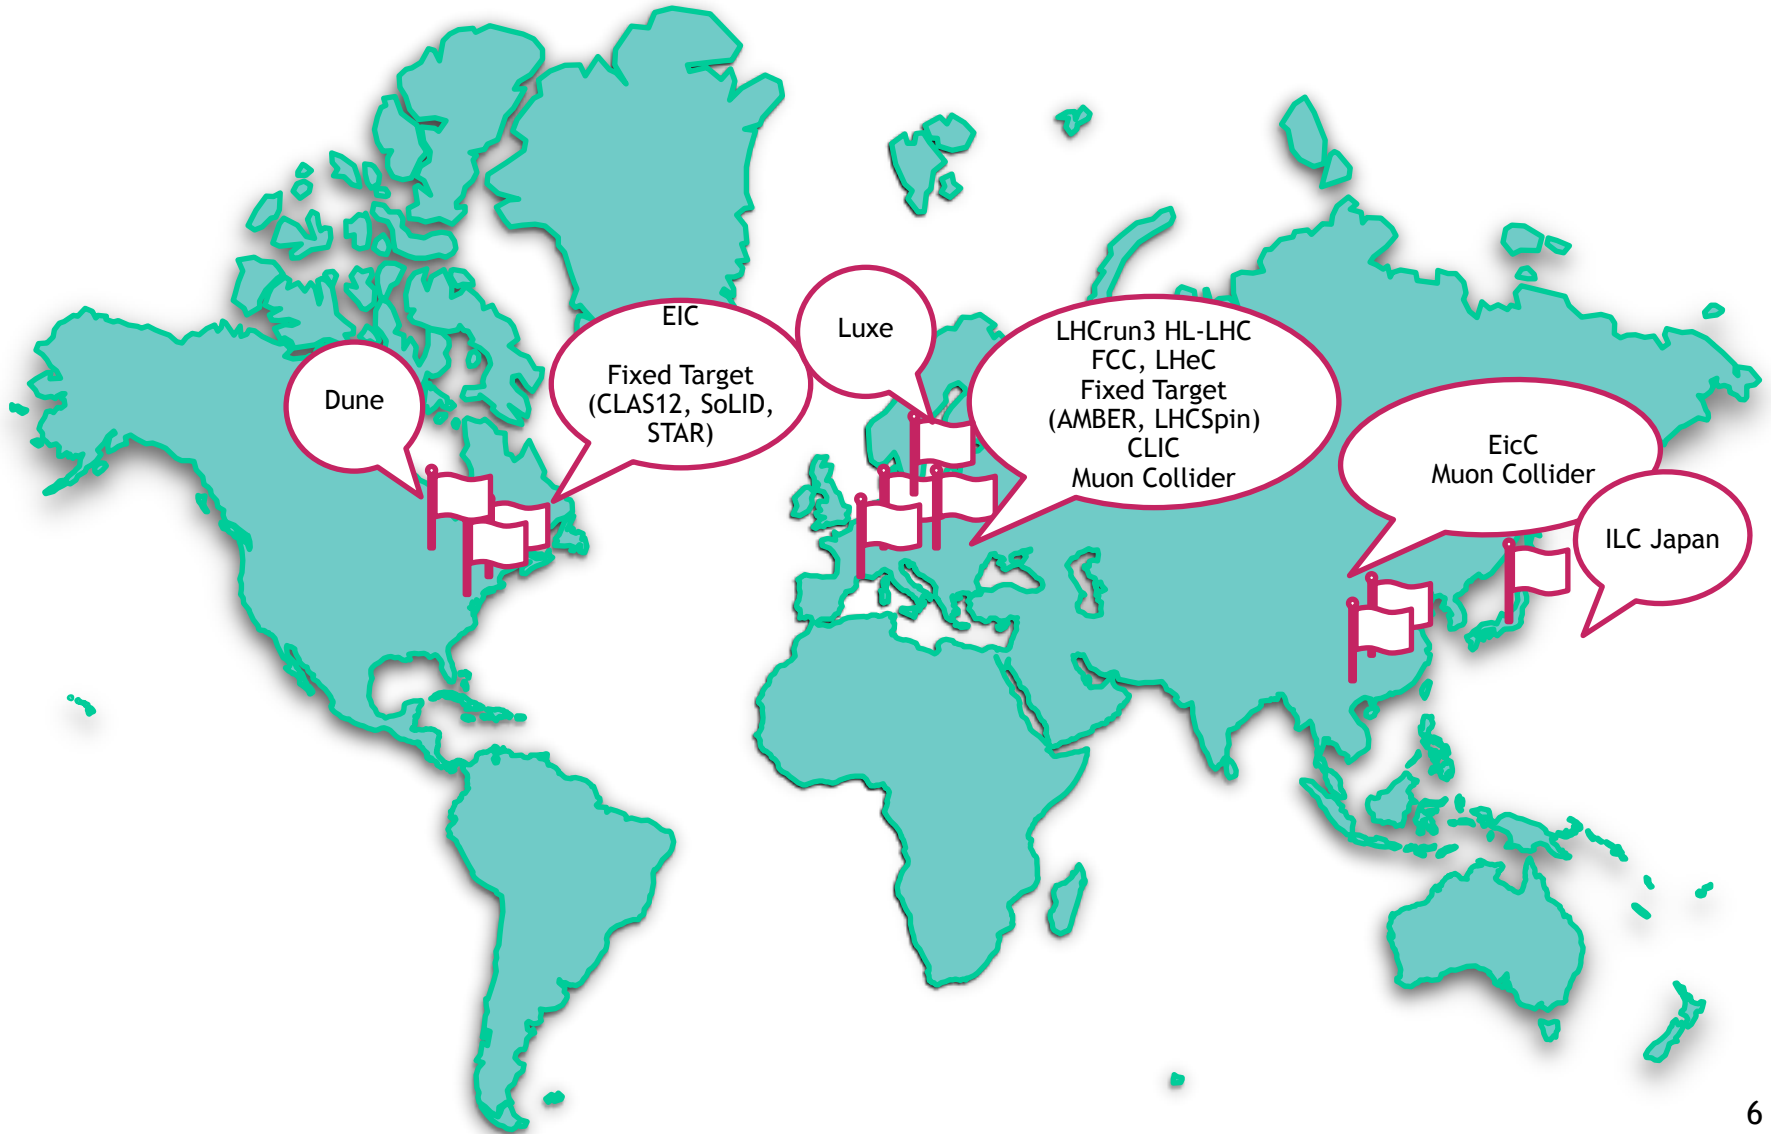 Dune
EIC
Fixed Target
(CLAS12, SoLID,
STAR)
Luxe
LHCrun3 HL-LHC
FCC, LHeC
Fixed Target
(AMBER, LHCSpin)
CLIC
Muon Collider
EicC
Muon Collider
ILC Japan
6